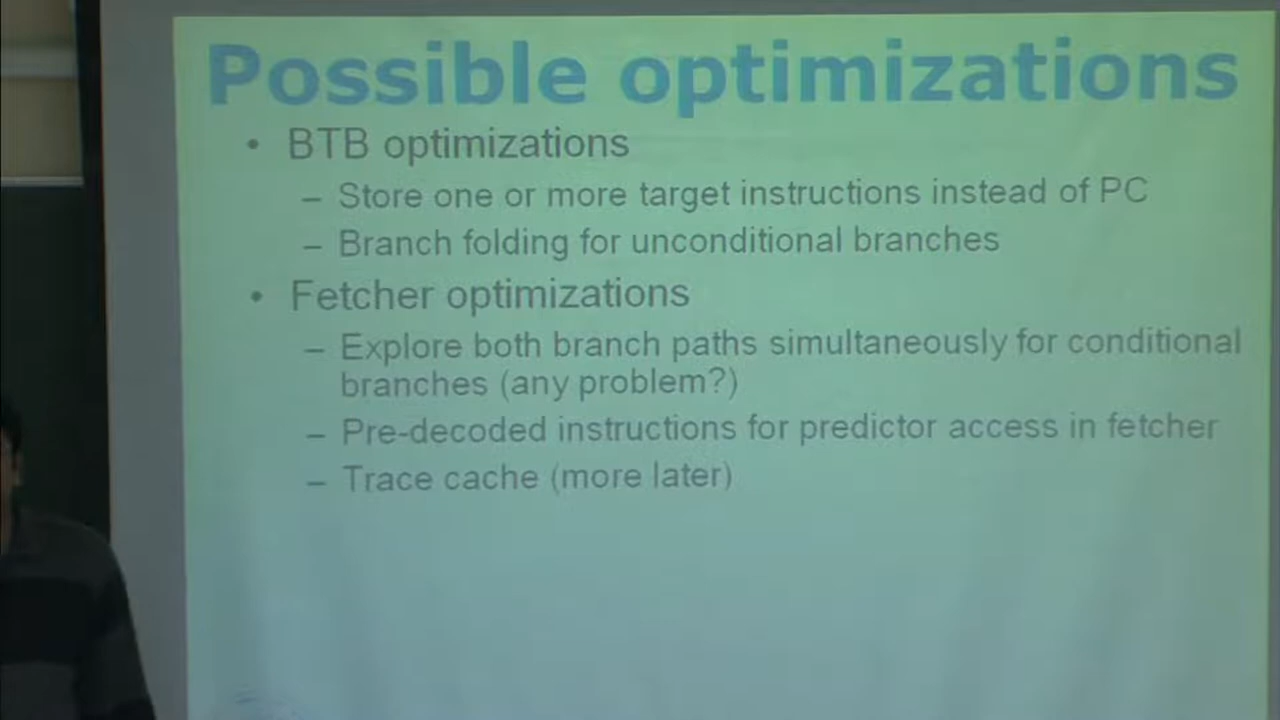 Possible optimizations
• BTB optimizations
– Store one or more target instructions instead of PC
– Branch folding for unconditional branches
• Fetcher optimizations
– Explore both branch paths simultaneously for conditional
branches (any problem?)
– Pre-decoded instructions for predictor access in fetcher
– Trace cache (more later)